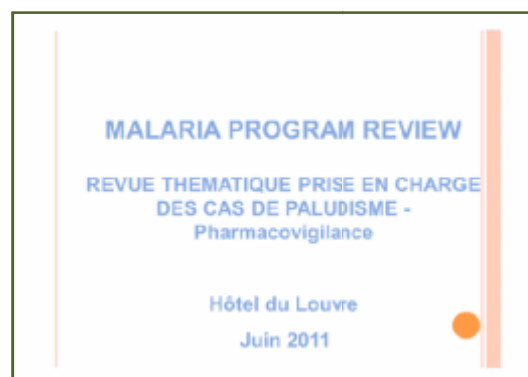 MALARIA PROGRAM REVIEW
REVUE THEMATIQUE PRISE EN CHARGE
DES CAS DE PALUDISME -
Pharmacovigilance
Hôtel du Louvre
Juin 2011